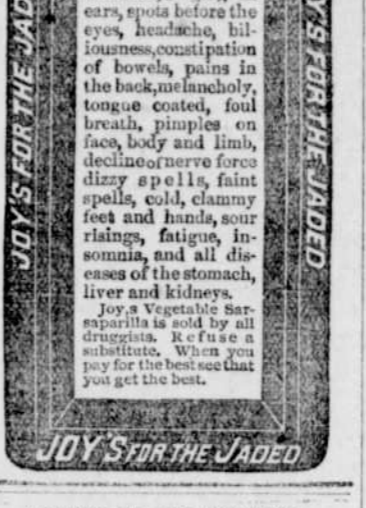 ears, spots before the
eyes, headache, bil-
iousness, constipation
of bowels, pains in
the back, melancholy,
tongue coated, foul
breath, pimples on
face, body and limb,
decline of nerve force
dizzy spells, faint
spells, cold, clammy
feet and hands, sour
risings, fatigue, in-
somnia, and all dis-
eases of the stomach,
liver and kidneys.
Joy,s Vegetable Sar-
saparilla is sold by all
druggists. Refuse a
substitute. When you
pay for the best see that
you get the best.
JOY'S FOR THE JADED
Y'S FOR THE JADED
JOY'S FOR THE JADED